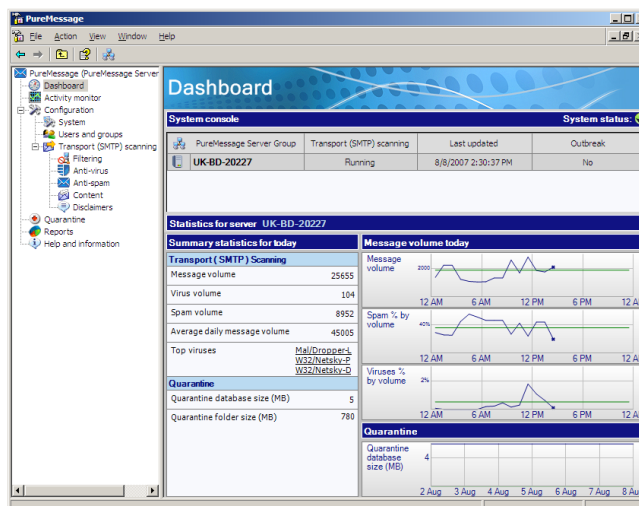 PureMessage
File Action View Window Help
PureMessage (PureMessage Server
Dashboard
Activity monitor
Configuration
System
Users and groups
Transport (SMTP) scanning
Filtering
Anti-virus
Anti-spam
Content
Disclaimers
Quarantine
Reports
Help and information
Dashboard
System console System status:
PureMessage Server Group Transport (SMTP) scanning Last updated Outbreak
UK-BD-20227 Running 8/8/2007 2:30:37 PM No
Statistics for server UK-BD-20227
Summary statistics for today
Transport ( SMTP ) Scanning
Message volume 25655
Virus volume 104
Spam volume 8952
Average daily message volume 45005
Top viruses Mal/Dropper-L
W32/Netsky-P
W32/Netsky-D
Quarantine
Quarantine database size (MB) 5
Quarantine folder size (MB) 780
Message volume today
Message
volume
2000
12 AM 6 AM 12 PM 6 PM 12 A
Spam % by
volume
40%
12 AM 6 AM 12 PM 6 PM 12 A
Viruses %
by volume
2%
12 AM 6 AM 12 PM 6 PM 12 A
Quarantine
Quarantine
database
size (MB)
4
2 Aug 3 Aug 4 Aug 5 Aug 6 Aug 7 Aug 8 Au